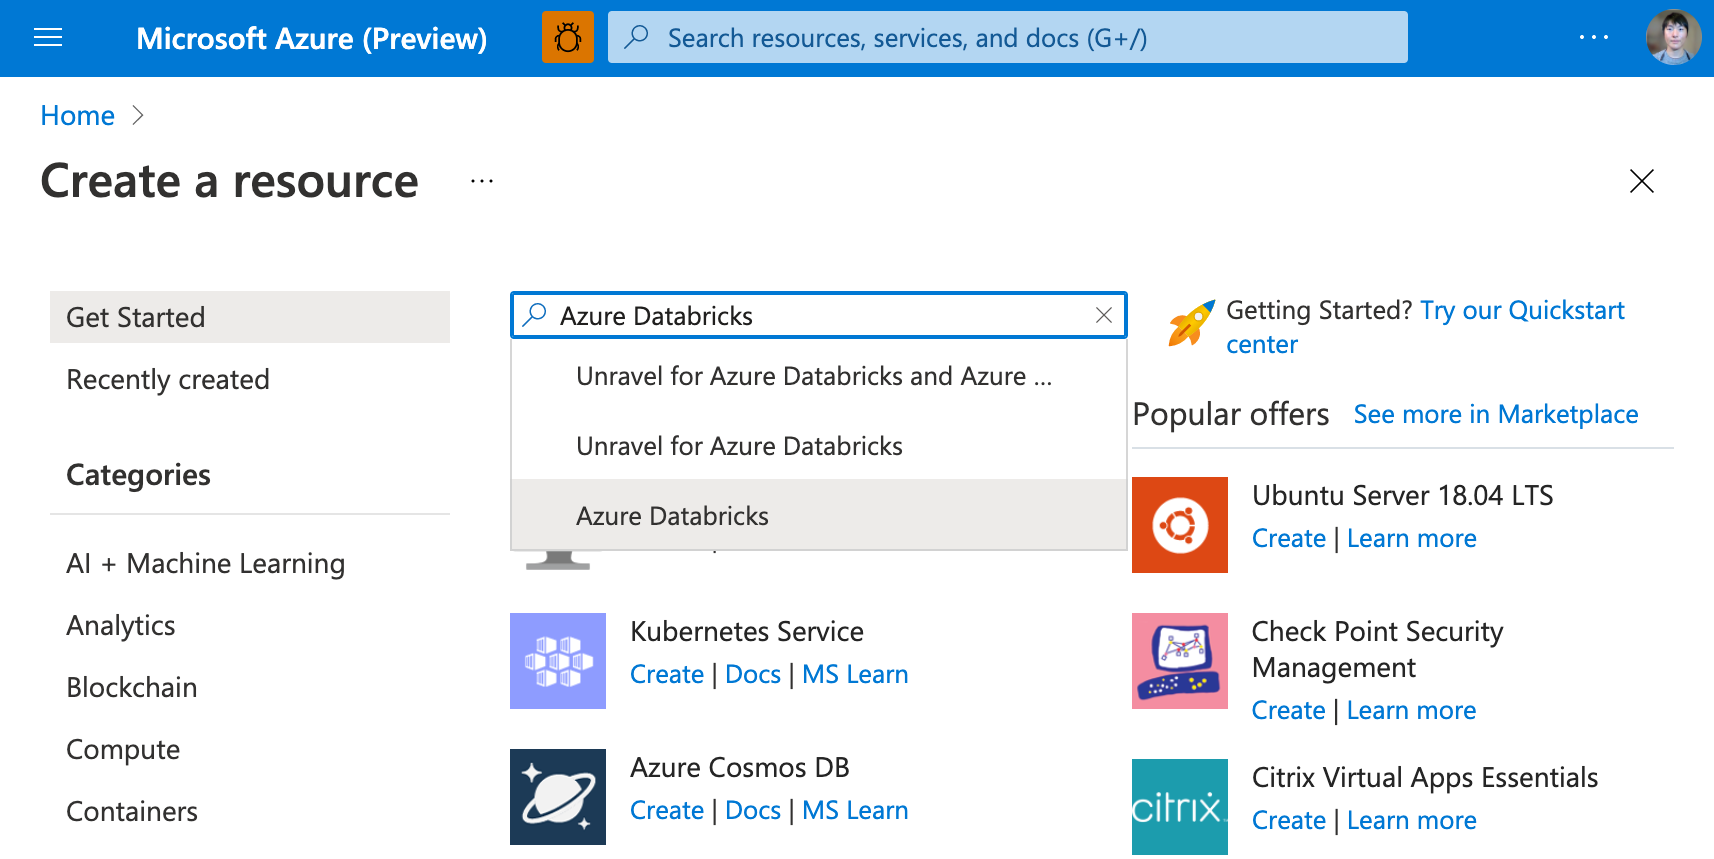 Microsoft Azure (Preview)
Search resources, services, and docs (G+/)
Home
Create a resource
Get Started
Recently created
Categories
AI + Machine Learning
Analytics
Blockchain
Compute
Containers
Azure Databricks
Unravel for Azure Databricks and Azure ...
Unravel for Azure Databricks
Azure Databricks
Kubernetes Service
Create | Docs | MS Learn
Azure Cosmos DB
Create | Docs | MS Learn
Getting Started? Try our Quickstart
center
Popular offers See more in Marketplace
Ubuntu Server 18.04 LTS
Create | Learn more
Check Point Security
Management
Create | Learn more
citrix
Citrix Virtual Apps Essentials
Create | Learn more